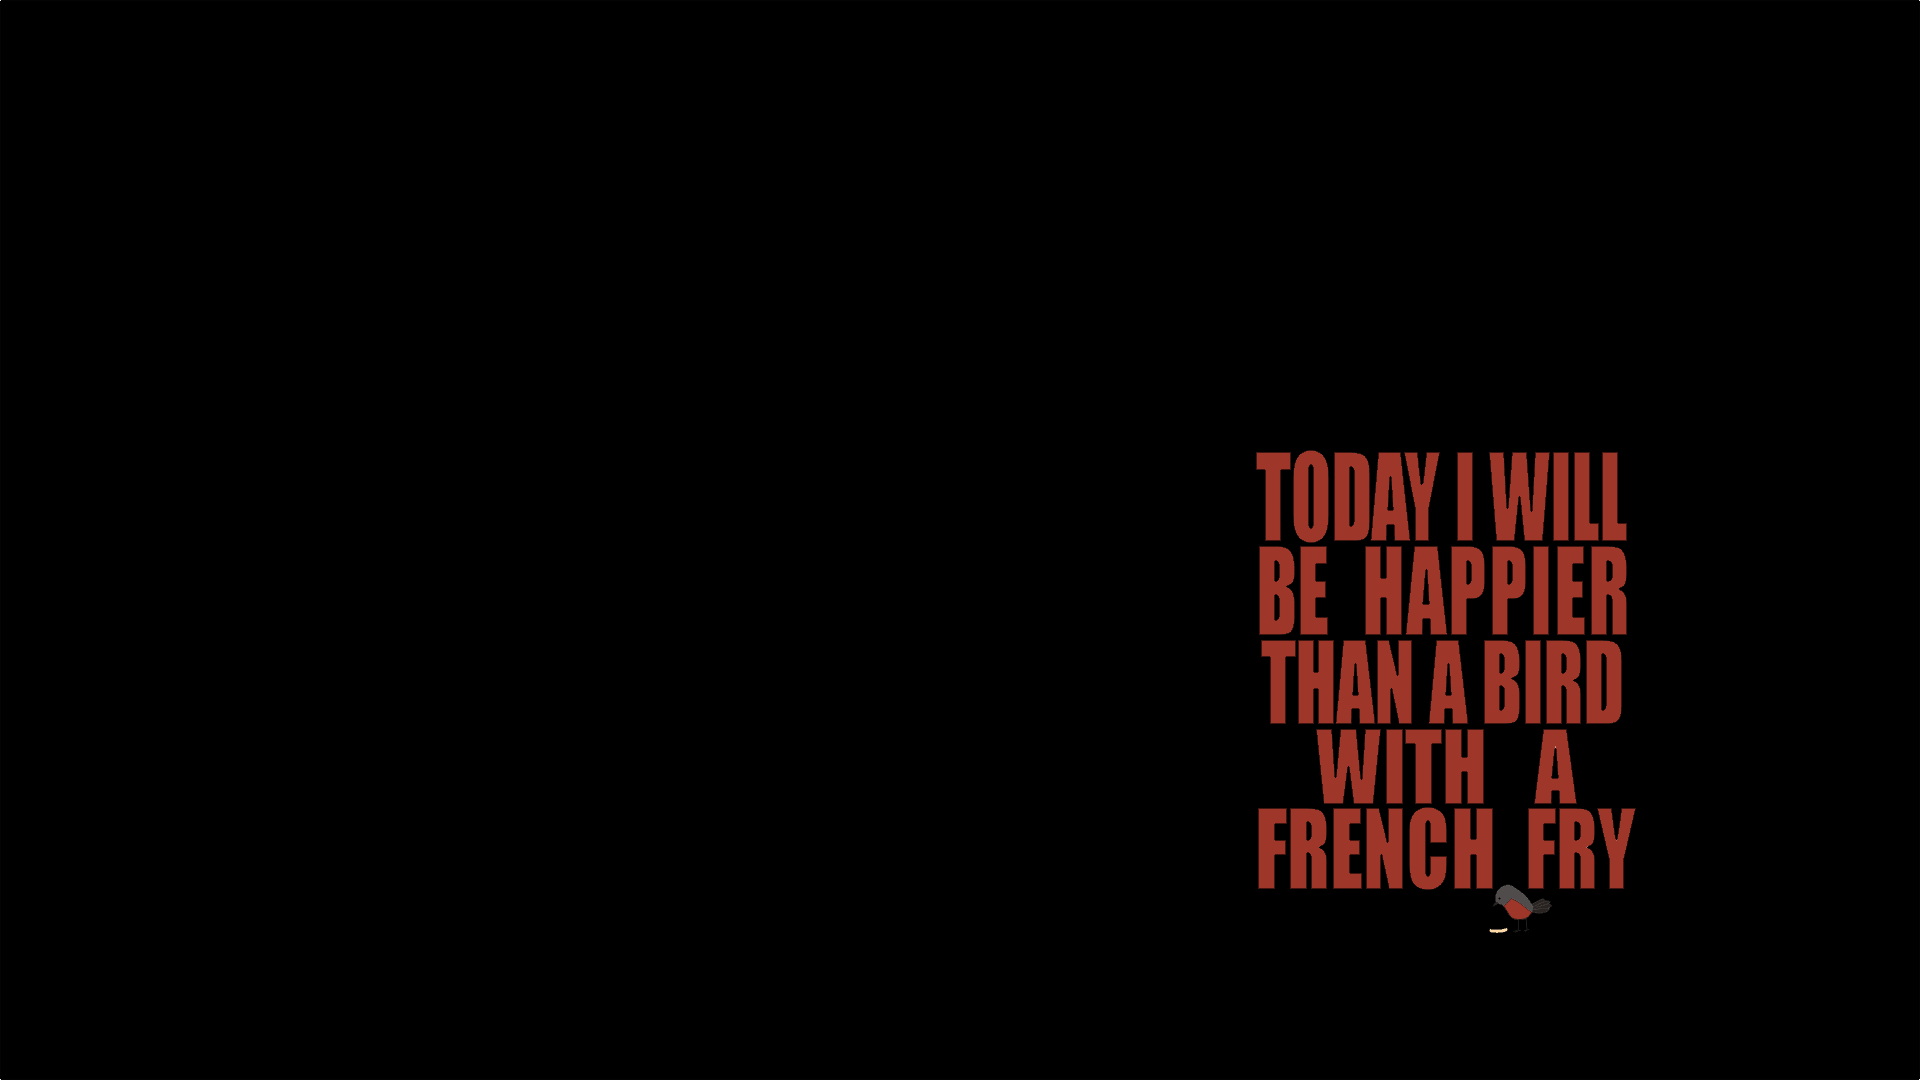 TODAY I WILL
BE HAPPIER
THAN A BIRD
WITH A
FRENCH FRY